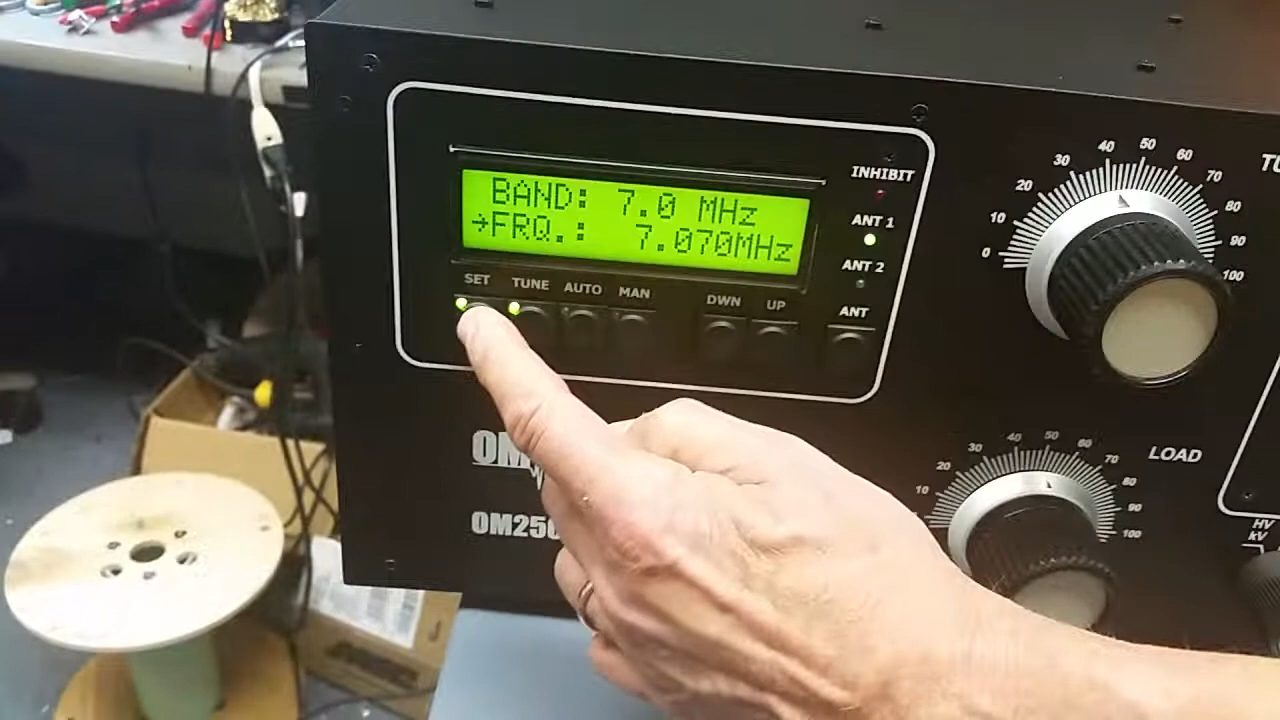 BAND: 7.0 MHz
→FRQ.: 7.070MHz
INHIBIT
ANT 1
ANT 2
SET TUNE AUTO MAN DWN UP ANT
0 10 20 30 40 50 60 70 80 90 100
10 20 30 40 50 60 70 80 90 100
LOAD
HV
kV
OM